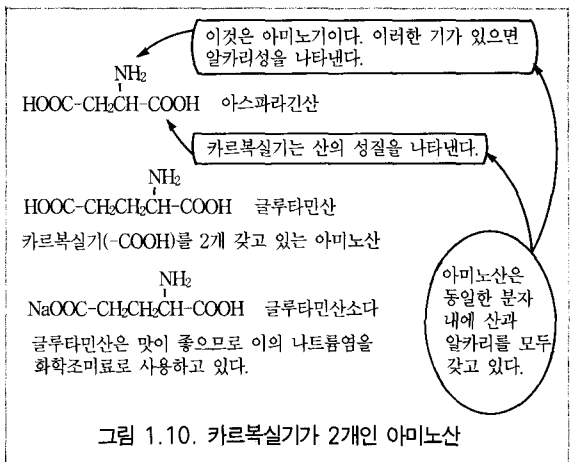 이것은 아미노기이다. 이러한 기가 있으면
알카리성을 나타낸다.
NH₂
HOOC-CH₂CH-COOH 아스파라긴산
카르복실기는 산의 성질을 나타낸다.
NH₂
HOOC-CH₂CH₂CH-COOH 글루타민산
카르복실기(-COOH)를 2개 갖고 있는 아미노산
NH₂
NaOOC-CH₂CH₂CH-COOH 글루타민산소다
글루타민산은 맛이 좋으므로 이의 나트륨염을
화학조미료로 사용하고 있다.
아미노산은
동일한 분자
내에 산과
알카리를 모두
갖고 있다.
그림 1.10. 카르복실기가 2개인 아미노산